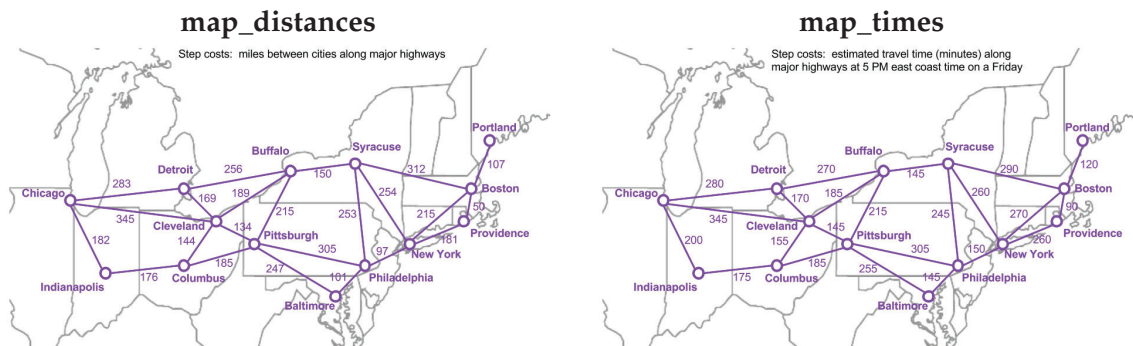 map_distances
Step costs: miles between cities along major highways
Portland
Syracuse
Buffalo
107
312
Detroit
256
150
Boston
283
189
254
Chicago
169
50
215
215
345
253
Providence
Cleveland
134
Pittsburgh
181
182
144
97
New York
305
185
247
Columbus
Philadelphia
176
101
Indianapolis
Baltimore
map_times
Step costs: estimated travel time (minutes) along
major highways at 5 PM east coast time on a Friday
Portland
Syracuse
Buffalo
120
290
Detroit
270
145
Boston
280
185
260
Chicago
170
90
215
270
345
245
Providence
Cleveland
145
Pittsburgh
260
200
155
150
New York
305
185
255
Columbus
Philadelphia
175
145
Indianapolis
Baltimore